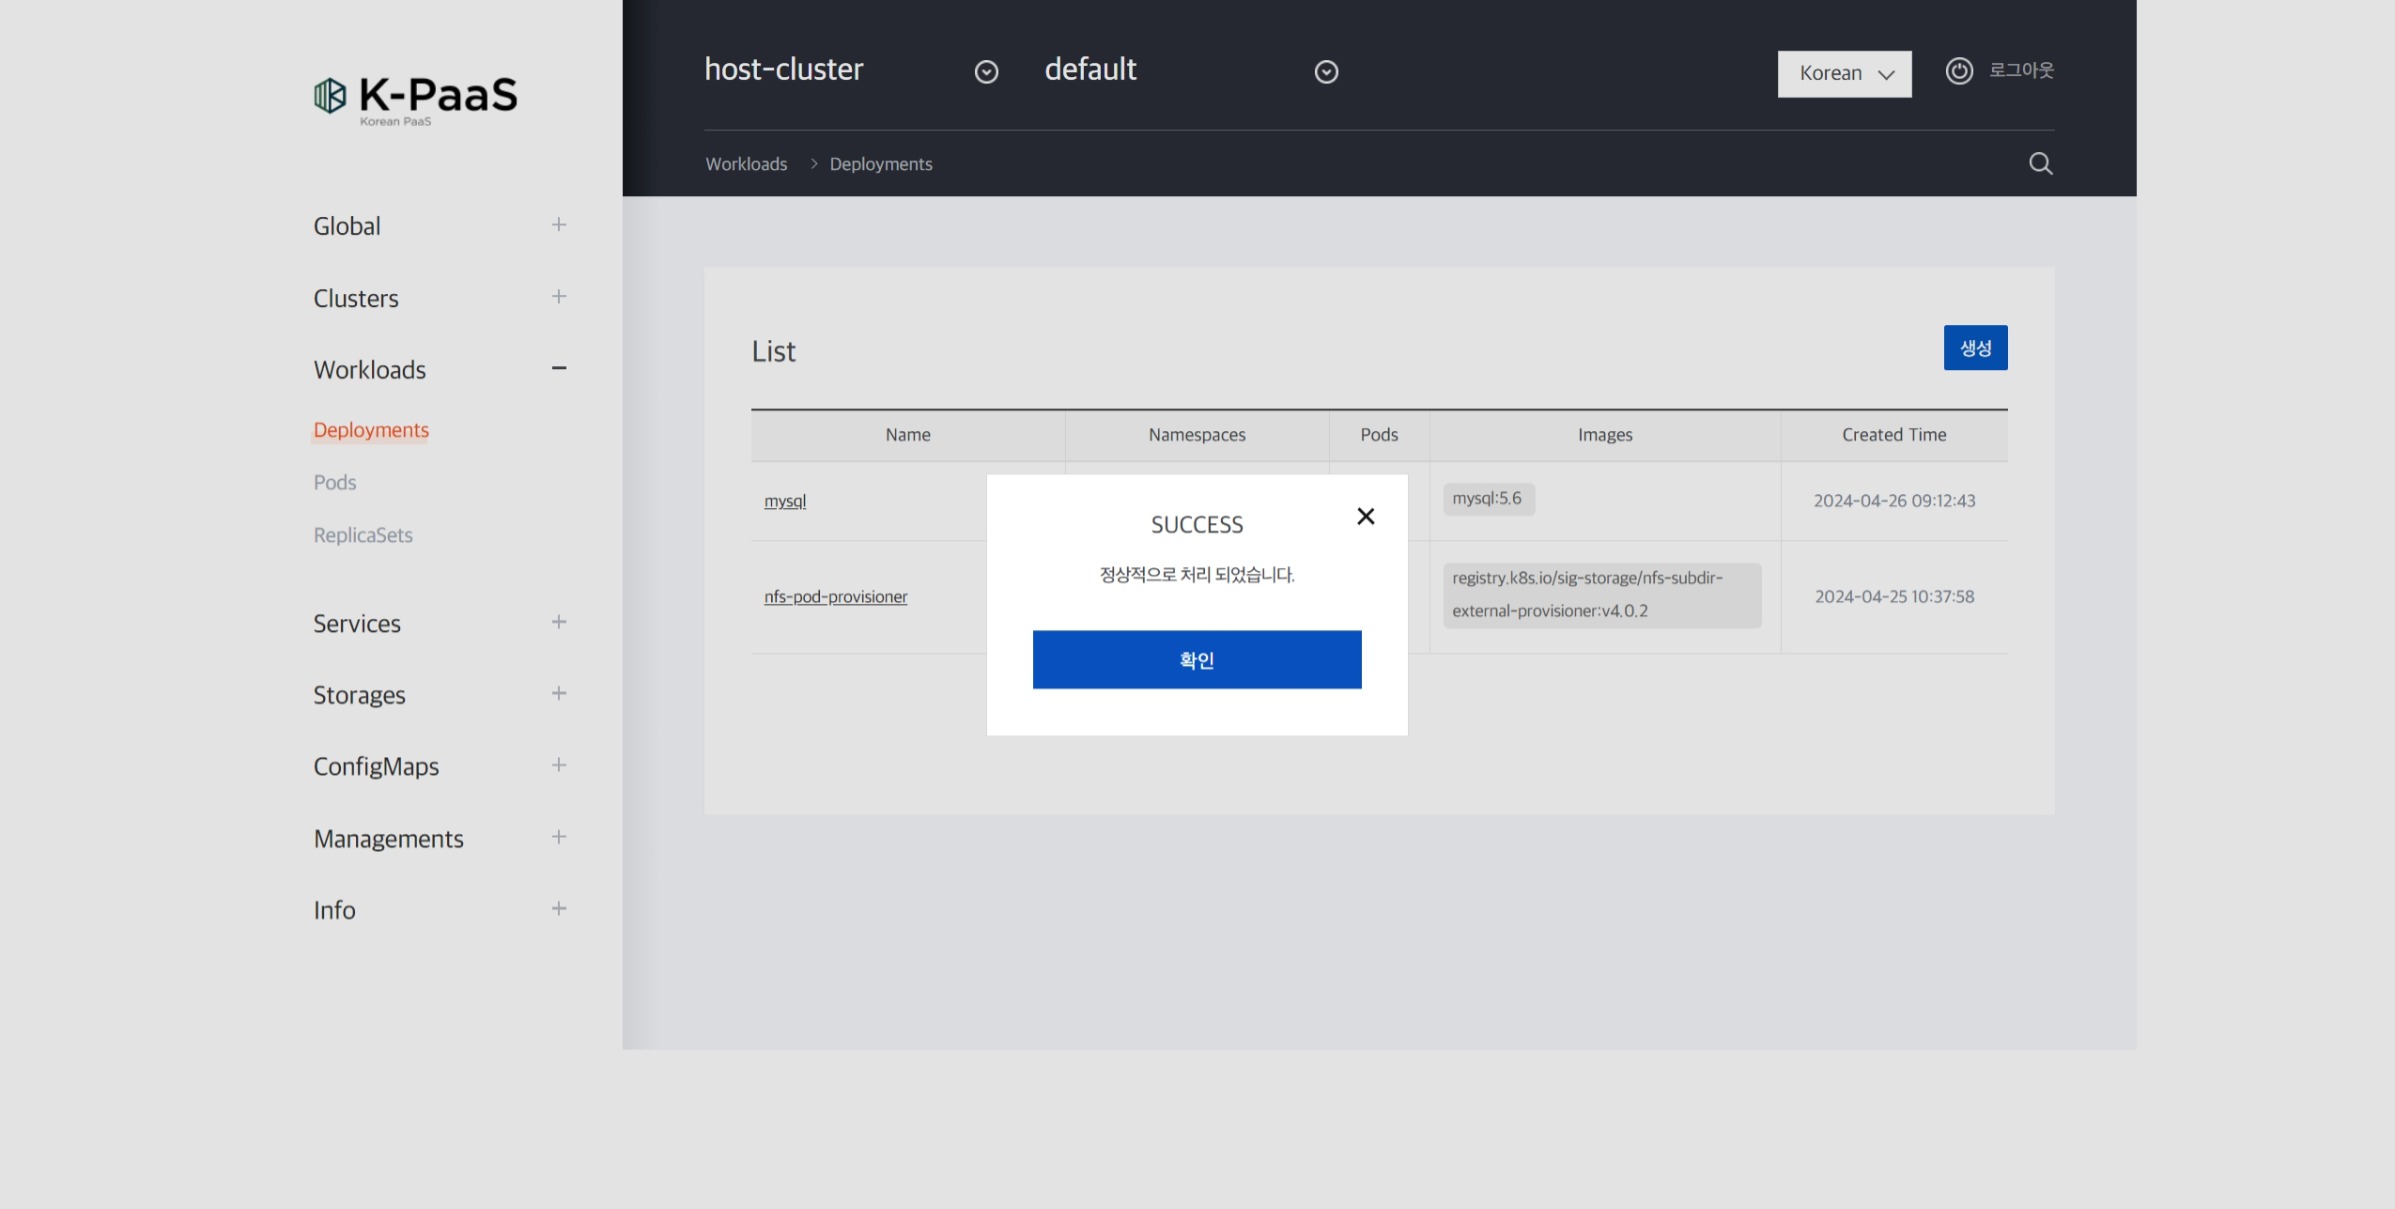 K-PaaS
Korean PaaS
host-cluster
default
Korean
로그아웃
Workloads > Deployments
Global
Clusters
Workloads
Deployments
Pods
ReplicaSets
Services
Storages
ConfigMaps
Managements
Info
List
생성
Name Namespaces Pods Images Created Time
mysql mysql:5.6 2024-04-26 09:12:43
nfs-pod-provisioner registry.k8s.io/sig-storage/nfs-subdir-
external-provisioner:v4.0.2 2024-04-25 10:37:58
SUCCESS
정상적으로 처리 되었습니다.
확인